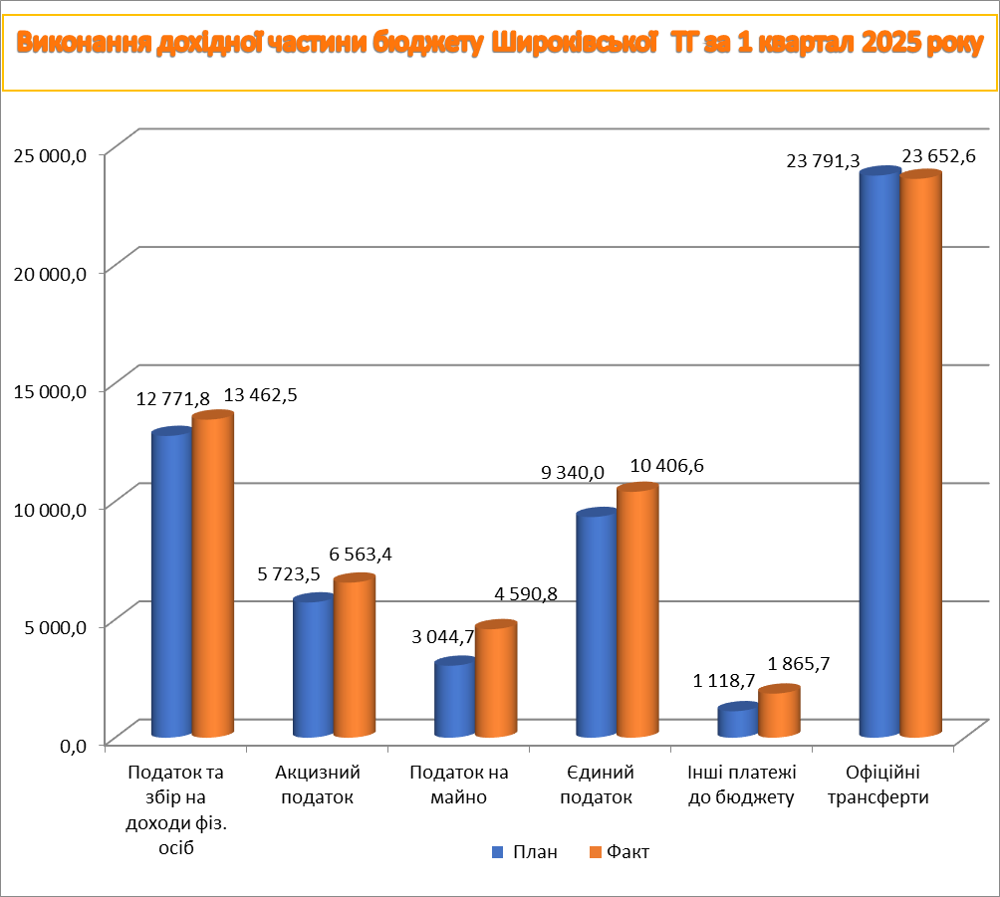 Виконання дохідної частини бюджету Широківської ТГ за 1 квартал 2025 року
25 000,0
20 000,0
15 000,0
10 000,0
5 000,0
0,0
12 771,8
13 462,5
5 723,5
6 563,4
3 044,7
4 590,8
9 340,0
10 406,6
1 118,7
1 865,7
23 791,3
23 652,6
Податок та
збір на
доходи фіз.
осіб
Акцизний
податок
Податок на
майно
Єдиний
податок
Інші платежі
до бюджету
Офіційні
трансферти
План
Факт